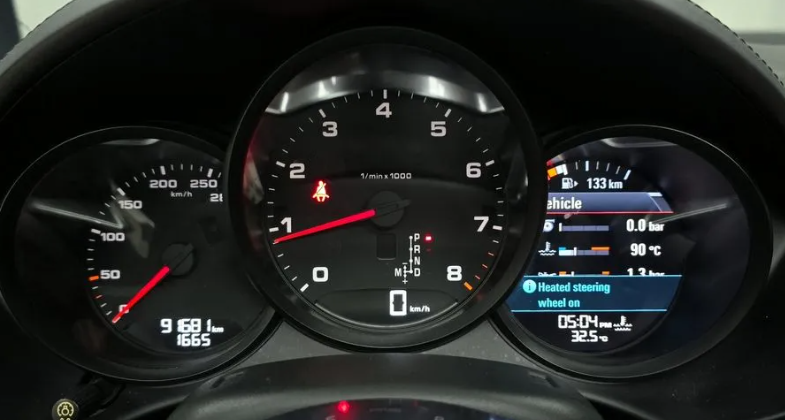 200 250
km/h
150
100
50
0
91681 km
1665
4
3 5
2 6
1/min x 1000
1 7
0 8
P
R
N
M D
+
0 km/h
133 km
ehicle
0.0 bar
90 °C
1.3 bar
Heated steering
wheel on
05:04 PM
32.5 °C